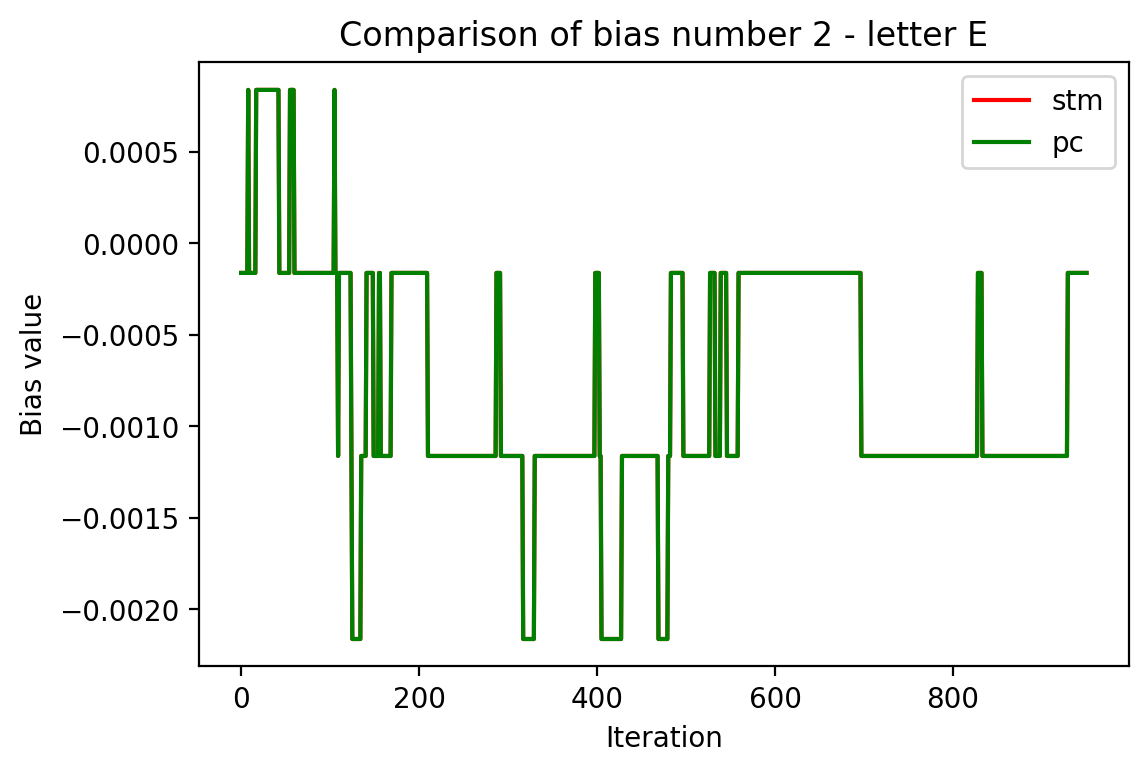 Comparison of bias number 2 - letter E
stm
pc
0.0005
0.0000
−0.0005
−0.0010
−0.0015
−0.0020
Bias value
0 200 400 600 800
Iteration